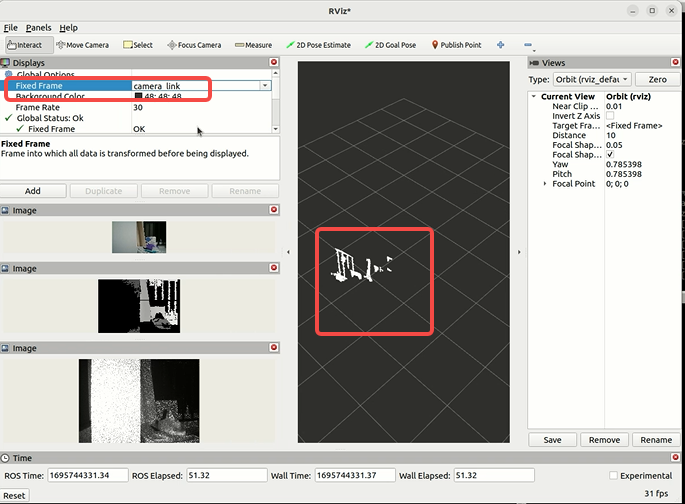 RViz*
File Panels Help
Interact Move Camera Select Focus Camera Measure 2D Pose Estimate 2D Goal Pose Publish Point
Displays
Global Options
Fixed Frame camera_link
Background Color 48; 48; 48
Frame Rate 30
Global Status: Ok
Fixed Frame OK
Fixed Frame
Frame into which all data is transformed before being displayed.
Add Duplicate Remove Rename
Image
Image
Image
Views
Type: Orbit (rviz_defau Zero
Current View Orbit (rviz)
Near Clip ... 0.01
Invert Z Axis
Target Fra... <Fixed Frame>
Distance 10
Focal Shap... 0.05
Focal Shap...
Yaw 0.785398
Pitch 0.785398
Focal Point 0; 0; 0
Save Remove Rename
Time
ROS Time: 1695744331.34 ROS Elapsed: 51.32 Wall Time: 1695744331.37 Wall Elapsed: 51.32 Experimental
Reset 31 fps